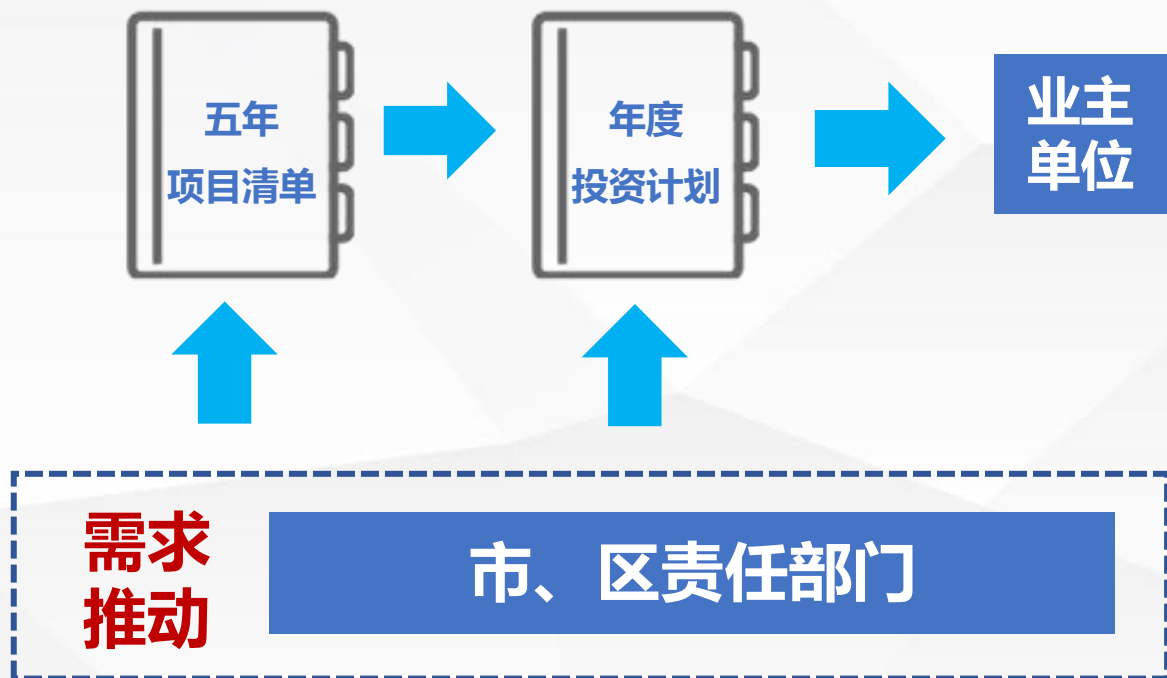 五年
项目清单
年度
投资计划
业主
单位
需求
推动
市、区责任部门